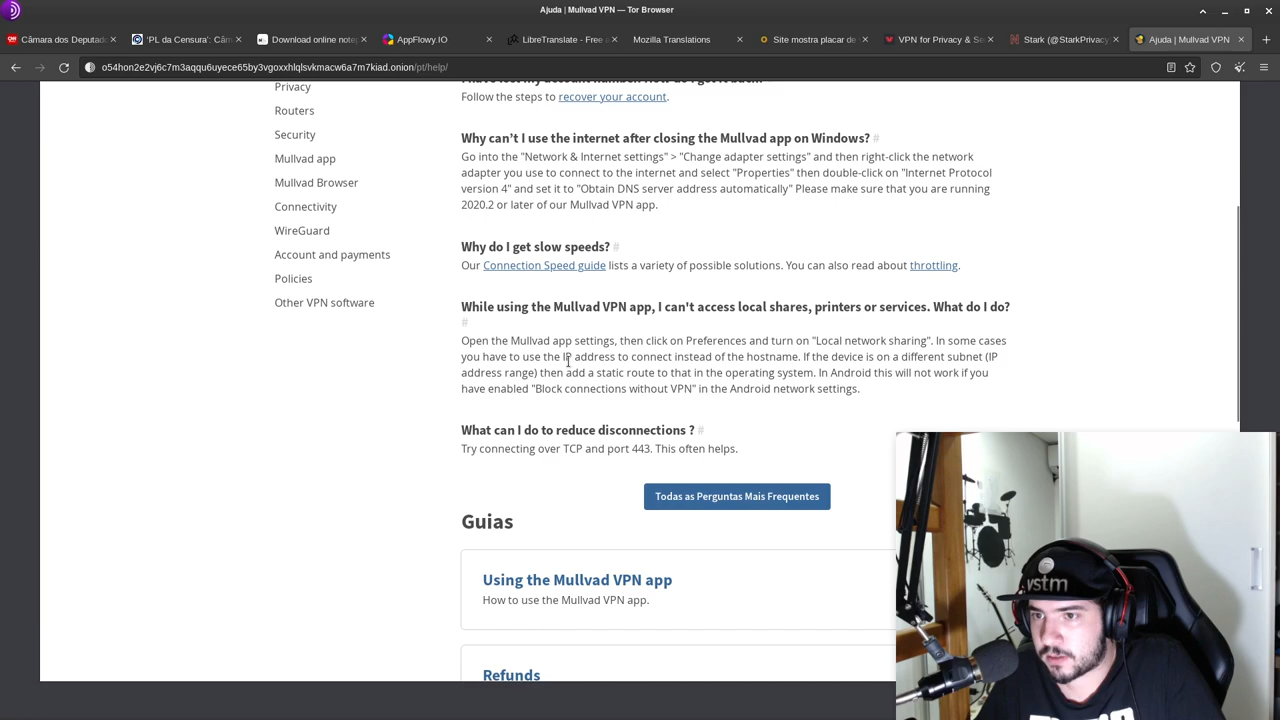 Ajuda | Mullvad VPN — Tor Browser
Câmara dos Deputad
'PL da Censura': Câm
Download online note
AppFlowy.IO
LibreTranslate - Free a
Mozilla Translations
Site mostra placar de
VPN for Privacy & Se
Stark (@StarkPrivacy
Ajuda | Mullvad VPN
o54hon2e2vj6c7m3aqqu6uyece65by3vgoxxhlqlsvkmacw6a7m7kiad.onion/pt/help/
Privacy
Routers
Security
Mullvad app
Mullvad Browser
Connectivity
WireGuard
Account and payments
Policies
Other VPN software
Follow the steps to recover your account.
Why can’t I use the internet after closing the Mullvad app on Windows? #
Go into the "Network & Internet settings" > "Change adapter settings" and then right-click the network
adapter you use to connect to the internet and select "Properties" then double-click on "Internet Protocol
version 4" and set it to "Obtain DNS server address automatically" Please make sure that you are running
2020.2 or later of our Mullvad VPN app.
Why do I get slow speeds? #
Our Connection Speed guide lists a variety of possible solutions. You can also read about throttling.
While using the Mullvad VPN app, I can't access local shares, printers or services. What do I do?
#
Open the Mullvad app settings, then click on Preferences and turn on "Local network sharing". In some cases
you have to use the IP address to connect instead of the hostname. If the device is on a different subnet (IP
address range) then add a static route to that in the operating system. In Android this will not work if you
have enabled "Block connections without VPN" in the Android network settings.
What can I do to reduce disconnections ? #
Try connecting over TCP and port 443. This often helps.
Todas as Perguntas Mais Frequentes
Guias
Using the Mullvad VPN app
How to use the Mullvad VPN app.
Refunds
vstm